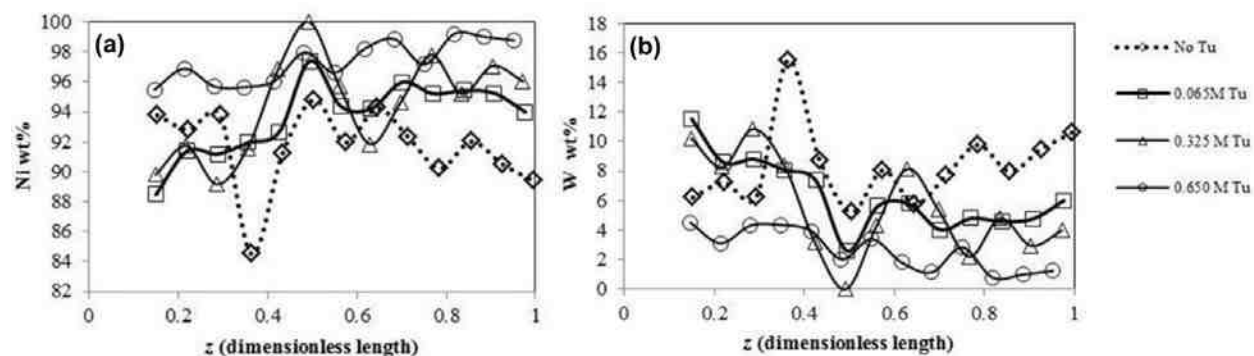 (a)
Ni wt%
100
98
96
94
92
90
88
86
84
82
0 0.2 0.4 0.6 0.8 1
z (dimensionless length)
(b)
W wt%
18
16
14
12
10
8
6
4
2
0
0 0.2 0.4 0.6 0.8 1
z (dimensionless length)
No Tu
0.065M Tu
0.325 M Tu
0.650 M Tu